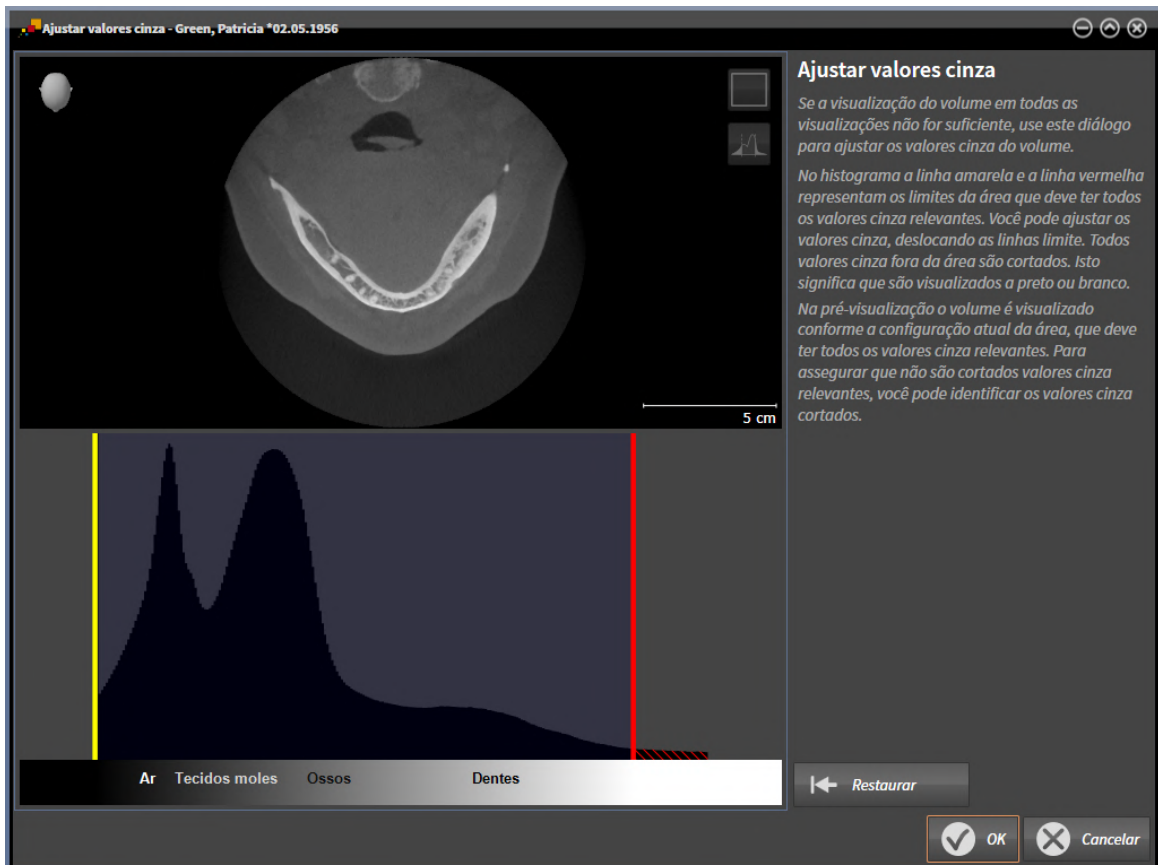 Ajustar valores cinza - Green, Patricia *02.05.1956
5 cm
Ar Tecidos moles Ossos Dentes
Ajustar valores cinza
Se a visualização do volume em todas as
visualizações não for suficiente, use este diálogo
para ajustar os valores cinza do volume.
No histograma a linha amarela e a linha vermelha
representam os limites da área que deve ter todos
os valores cinza relevantes. Você pode ajustar os
valores cinza, deslocando as linhas limite. Todos
valores cinza fora da área são cortados. Isto
significa que são visualizados a preto ou branco.
Na pré-visualização o volume é visualizado
conforme a configuração atual da área, que deve
ter todos os valores cinza relevantes. Para
assegurar que não são cortados valores cinza
relevantes, você pode identificar os valores cinza
cortados.
Restaurar
OK Cancelar